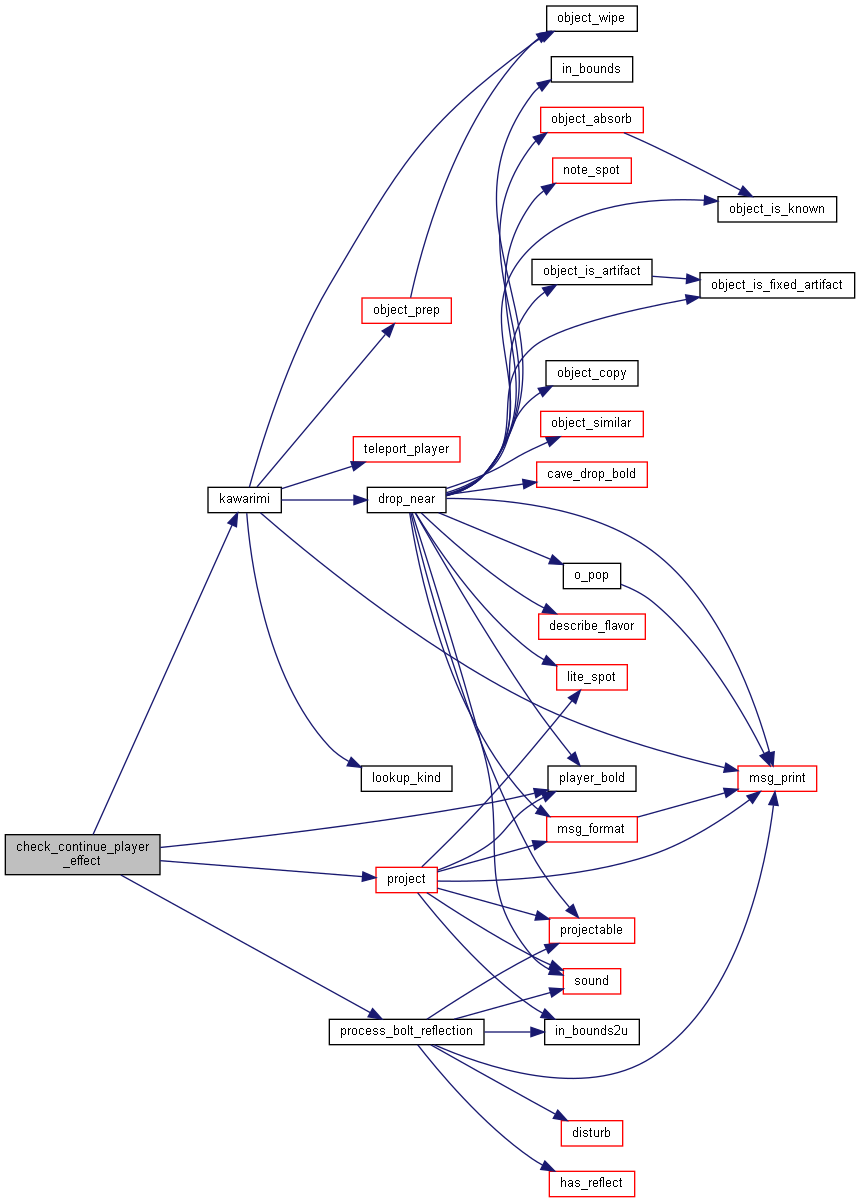 object_wipe
in_bounds
object_absorb
note_spot
object_is_known
object_is_artifact
object_is_fixed_artifact
object_prep
object_copy
object_similar
teleport_player
cave_drop_bold
kawarimi
drop_near
o_pop
describe_flavor
lite_spot
lookup_kind
player_bold
msg_print
msg_format
check_continue_player
_effect
project
projectable
sound
process_bolt_reflection
in_bounds2u
disturb
has_reflect